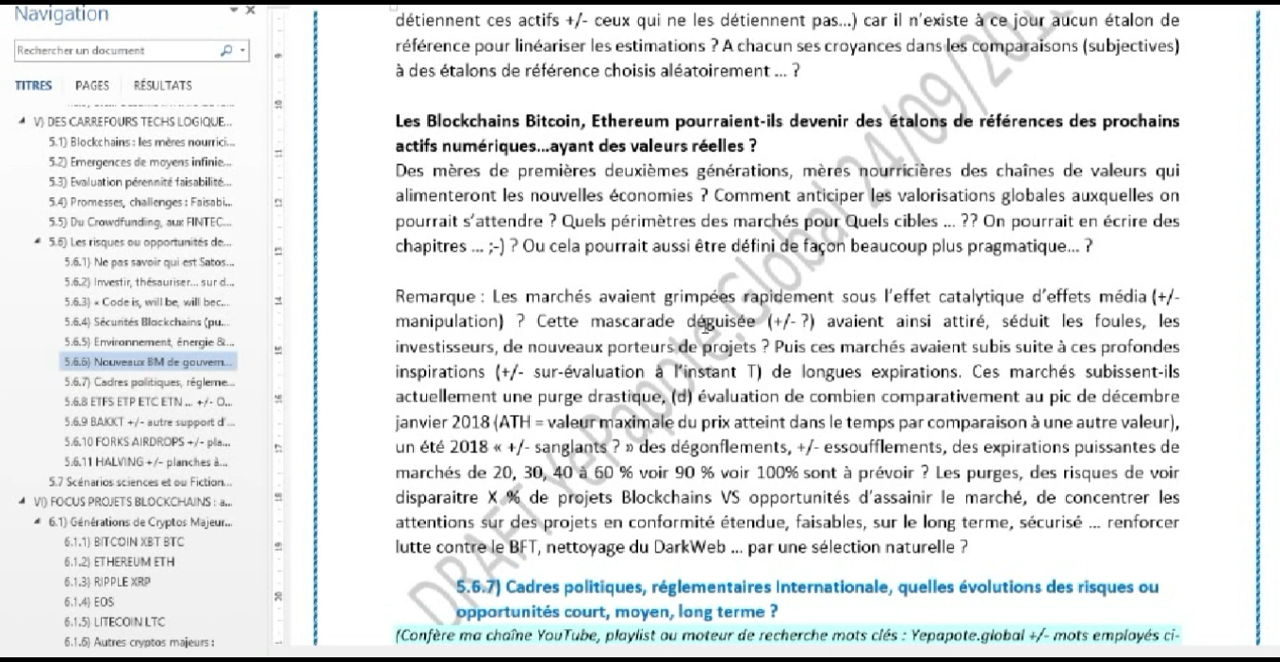 Navigation
Rechercher un document
TITRES PAGES RÉSULTATS
V) DES CARREFOURS TECHS LOGIQUE...
5.1) Blockchains : les mères nourrici...
5.2) Emergences de moyens infinie...
5.3) Evaluation pérennité faisabilité...
5.4) Promesses, challenges : Faisabi...
5.5) Du Crowdfunding, aux FINTEC...
5.6) Les risques ou opportunités de...
5.6.1) Ne pas savoir qui est Satos...
5.6.2) Investir, thésauriser... sur d...
5.6.3) « Code is, will be, will bec...
5.6.4) Sécurités Blockchains (pu...
5.6.5) Environnement, énergie &...
5.6.6) Nouveaux BM de gouvern...
5.6.7) Cadres politiques, régleme...
5.6.8 ETFS ETP ETC ETN ... +/- O...
5.6.9 BAKKT +/- autre support d'...
5.6.10 FORKS AIRDROPS +/- pla...
5.6.11 HALVING +/- planches à...
5.7 Scénarios sciences et ou Fiction...
VI) FOCUS PROJETS BLOCKCHAINS : a...
6.1) Générations de Cryptos Majeur...
6.1.1) BITCOIN XBT BTC
6.1.2) ETHEREUM ETH
6.1.3) RIPPLE XRP
6.1.4) EOS
6.1.5) LITECOIN LTC
6.1.6) Autres cryptos majeurs :
9
10
11
12
13
14
15
16
17
18
19
20
détiennent ces actifs +/- ceux qui ne les détiennent pas...) car il n'existe à ce jour aucun étalon de
référence pour linéariser les estimations ? A chacun ses croyances dans les comparaisons (subjectives)
à des étalons de référence choisis aléatoirement ... ?
Les Blockchains Bitcoin, Ethereum pourraient-ils devenir des étalons de références des prochains
actifs numériques...ayant des valeurs réelles ?
Des mères de premières deuxièmes générations, mères nourricières des chaînes de valeurs qui
alimenteront les nouvelles économies ? Comment anticiper les valorisations globales auxquelles on
pourrait s'attendre ? Quels périmètres des marchés pour Quels cibles ... ?? On pourrait en écrire des
chapitres ... ;-) ? Ou cela pourrait aussi être défini de façon beaucoup plus pragmatique... ?
Remarque : Les marchés avaient grimpées rapidement sous l'effet catalytique d'effets média (+/-
manipulation) ? Cette mascarade déguisée (+/- ?) avaient ainsi attiré, séduit les foules, les
investisseurs, de nouveaux porteurs de projets ? Puis ces marchés avaient subis suite à ces profondes
inspirations (+/- sur-évaluation à l'instant T) de longues expirations. Ces marchés subissent-ils
actuellement une purge drastique, (d) évaluation de combien comparativement au pic de décembre
janvier 2018 (ATH = valeur maximale du prix atteint dans le temps par comparaison à une autre valeur),
un été 2018 « +/- sanglants ? » des dégonflements, +/- essoufflements, des expirations puissantes de
marchés de 20, 30, 40 à 60 % voir 90 % voir 100% sont à prévoir ? Les purges, des risques de voir
disparaitre X % de projets Blockchains VS opportunités d'assainir le marché, de concentrer les
attentions sur des projets en conformité étendue, faisables, sur le long terme, sécurisé ... renforcer
lutte contre le BFT, nettoyage du DarkWeb ... par une sélection naturelle ?
5.6.7) Cadres politiques, réglementaires Internationale, quelles évolutions des risques ou
opportunités court, moyen, long terme ?
(Confère ma chaîne YouTube, playlist ou moteur de recherche mots clés : Yepapote.global +/- mots employés ci-
DRAFT YePapote.Global 24/09/201